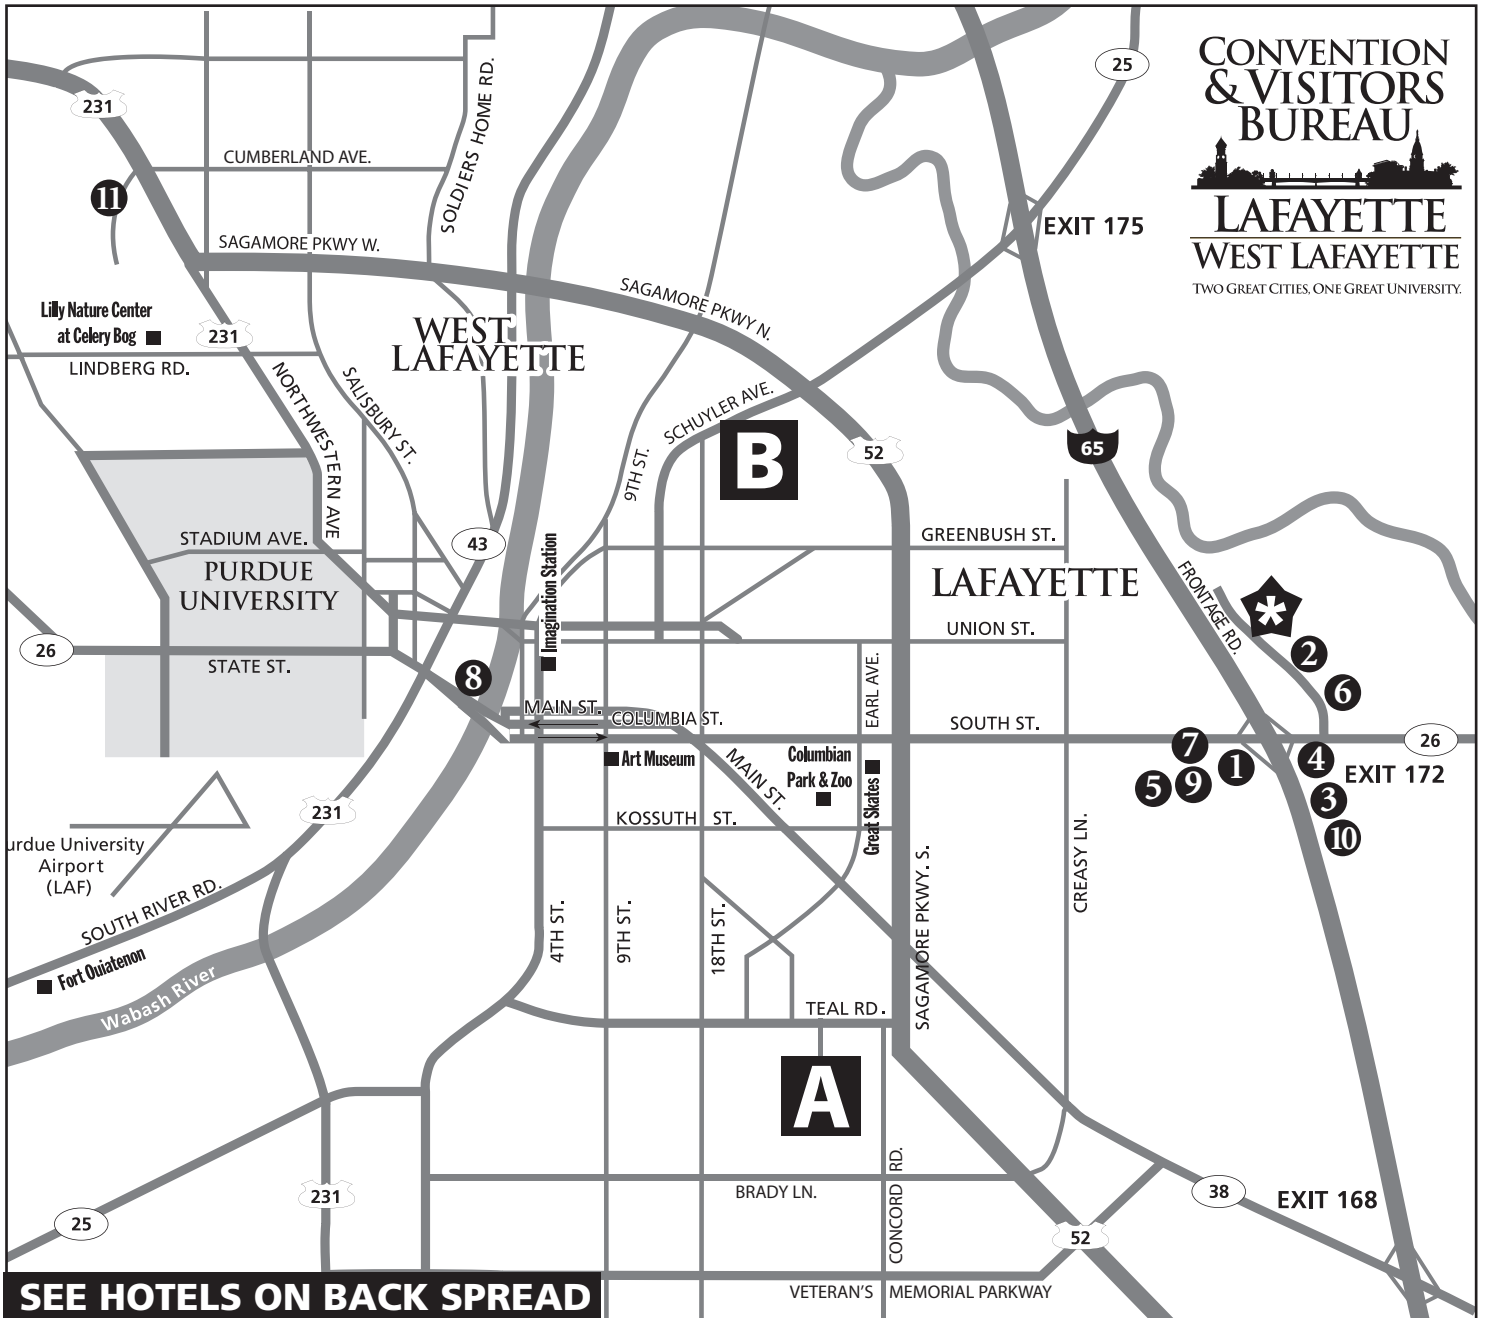 CONVENTION
& VISITORS
BUREAU
LAFAYETTE
WEST LAFAYETTE
TWO GREAT CITIES, ONE GREAT UNIVERSITY.
25
231
CUMBERLAND AVE.
SOLDIERS HOME RD.
11
EXIT 175
SAGAMORE PKWY W.
SAGAMORE PKWY N.
Lilly Nature Center
at Celery Bog
231
WEST
LAFAYETTE
LINDBERG RD.
NORTHWESTERN AVE
SALISBURY ST.
SCHUYLER AVE.
9TH ST.
B
52
65
STADIUM AVE.
43
GREENBUSH ST.
PURDUE
UNIVERSITY
Imagination Station
LAFAYETTE
FRONTAGE RD.
*
UNION ST.
26
STATE ST.
8
EARL AVE.
2
6
MAIN ST.
COLUMBIA ST.
SOUTH ST.
26
7
1
4
EXIT 172
5
9
3
10
Art Museum
MAIN ST.
Columbian
Park & Zoo
Great Skates
231
KOSSUTH ST.
urdue University
Airport
(LAF)
SOUTH RIVER RD.
CREASY LN.
SAGAMORE PKWY. S.
4TH ST.
9TH ST.
18TH ST.
Fort Ouiatenon
Wabash River
TEAL RD.
A
CONCORD RD.
BRADY LN.
231
25
38
EXIT 168
52
VETERAN'S MEMORIAL PARKWAY
SEE HOTELS ON BACK SPREAD